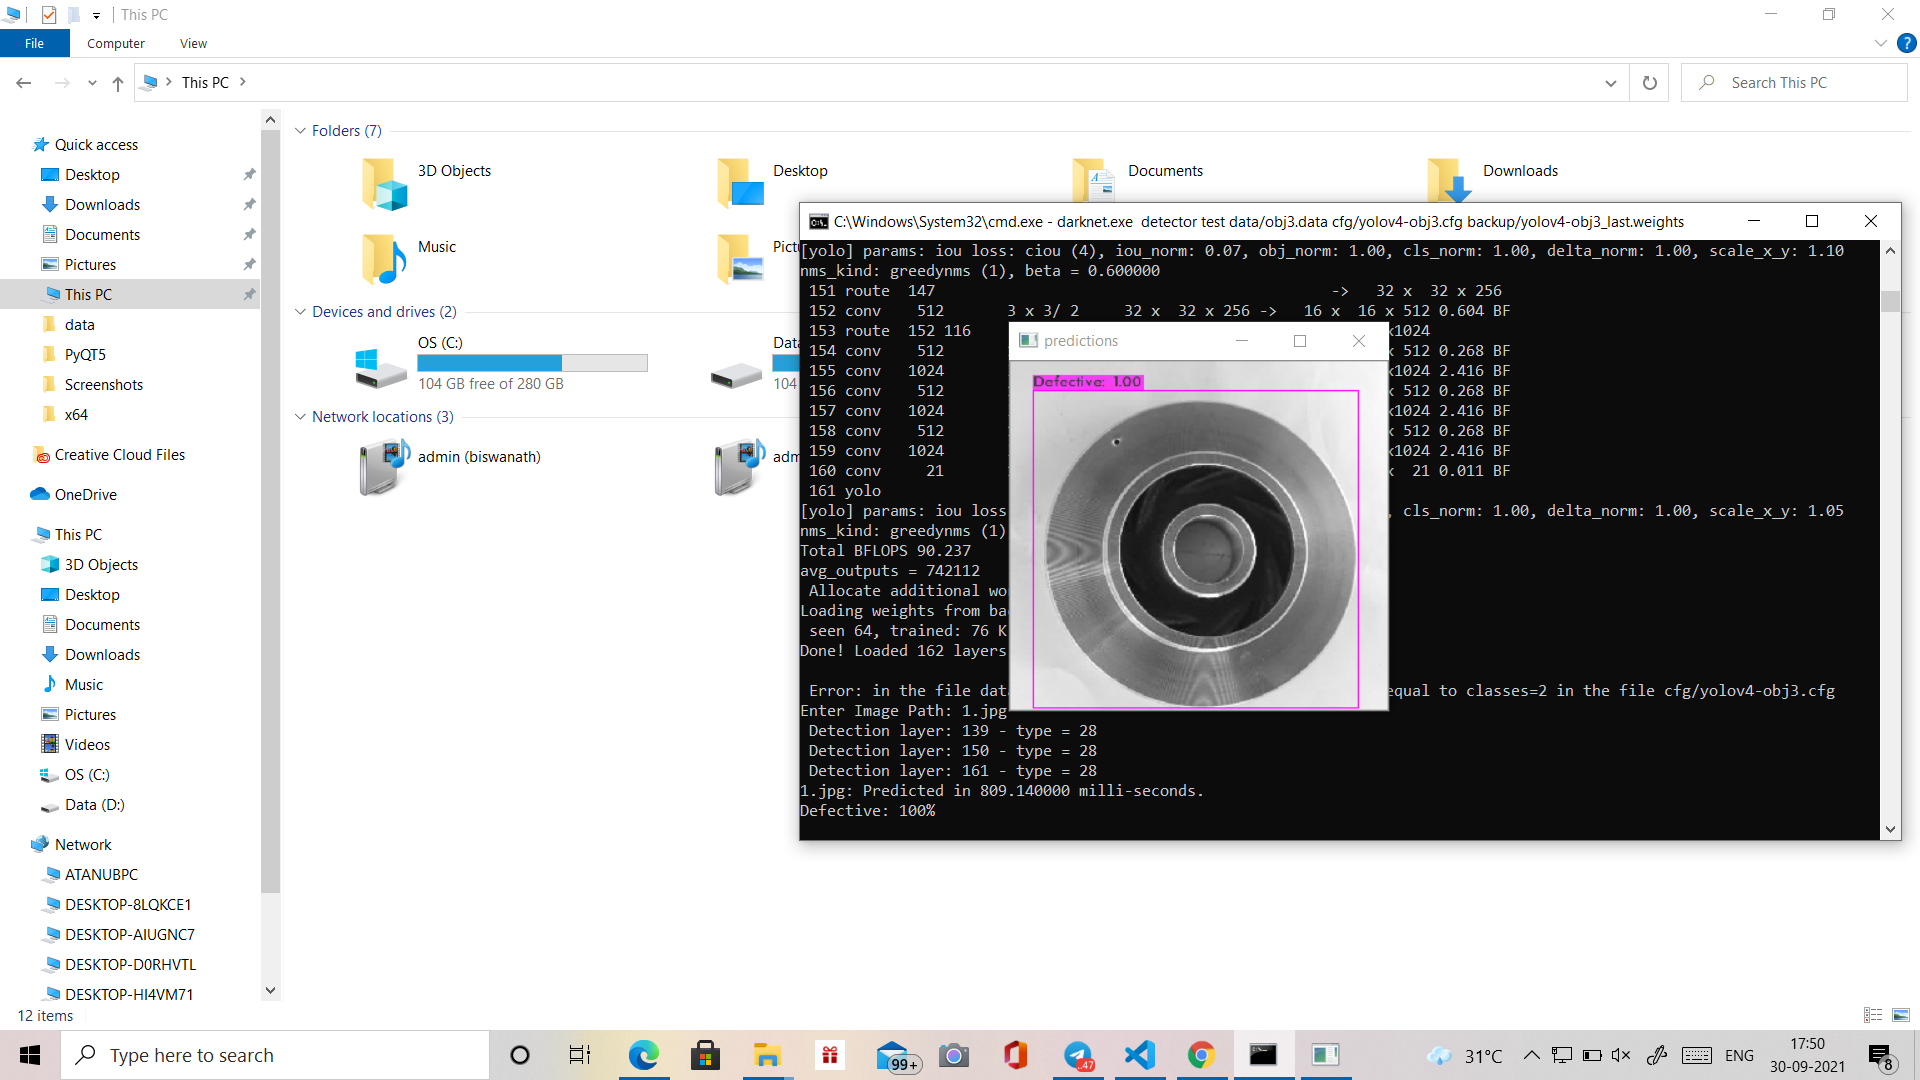 This PC
File
Computer
View
This PC
Search This PC
Quick access
Desktop
Downloads
Documents
Pictures
This PC
data
PyQT5
Screenshots
x64
Creative Cloud Files
OneDrive
This PC
3D Objects
Desktop
Documents
Downloads
Music
Pictures
Videos
OS (C:)
Data (D:)
Network
ATANUBPC
DESKTOP-8LQKCE1
DESKTOP-AIUGNC7
DESKTOP-D0RHVTL
DESKTOP-HI4VM71
12 items
Folders (7)
3D Objects
Desktop
Documents
Downloads
Music
Pictu
Devices and drives (2)
OS (C:)
104 GB free of 280 GB
Data
104
Network locations (3)
admin (biswanath)
adm
C:\Windows\System32\cmd.exe - darknet.exe  detector test data/obj3.data cfg/yolov4-obj3.cfg backup/yolov4-obj3_last.weights
[yolo] params: iou loss: ciou (4), iou_norm: 0.07, obj_norm: 1.00, cls_norm: 1.00, delta_norm: 1.00, scale_x_y: 1.10
nms_kind: greedynms (1), beta = 0.600000
151 route  147                                            ->   32 x  32 x 256
152 conv    512       3 x 3/ 2     32 x  32 x 256 ->   16 x  16 x 512 0.604 BF
153 route  152 116 x1024
154 conv    512 x 512 0.268 BF
155 conv   1024 x1024 2.416 BF
156 conv    512 x 512 0.268 BF
157 conv   1024 x1024 2.416 BF
158 conv    512 x 512 0.268 BF
159 conv   1024 x1024 2.416 BF
160 conv     21 x  21 0.011 BF
161 yolo
[yolo] params: iou loss , cls_norm: 1.00, delta_norm: 1.00, scale_x_y: 1.05
nms_kind: greedynms (1)
Total BFLOPS 90.237
avg_outputs = 742112
Allocate additional wo
Loading weights from ba
seen 64, trained: 76 K
Done! Loaded 162 layers
Error: in the file dat equal to classes=2 in the file cfg/yolov4-obj3.cfg
Enter Image Path: 1.jpg
Detection layer: 139 - type = 28
Detection layer: 150 - type = 28
Detection layer: 161 - type = 28
1.jpg: Predicted in 809.140000 milli-seconds.
Defective: 100%
predictions
Defective: 1.00
Type here to search
99+
..47
31°C
ENG
17:50
30-09-2021
8